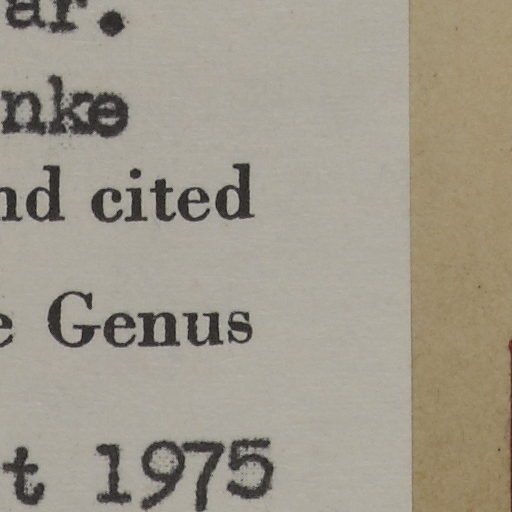 ar.
nke
nd cited
e Genus
t 1975